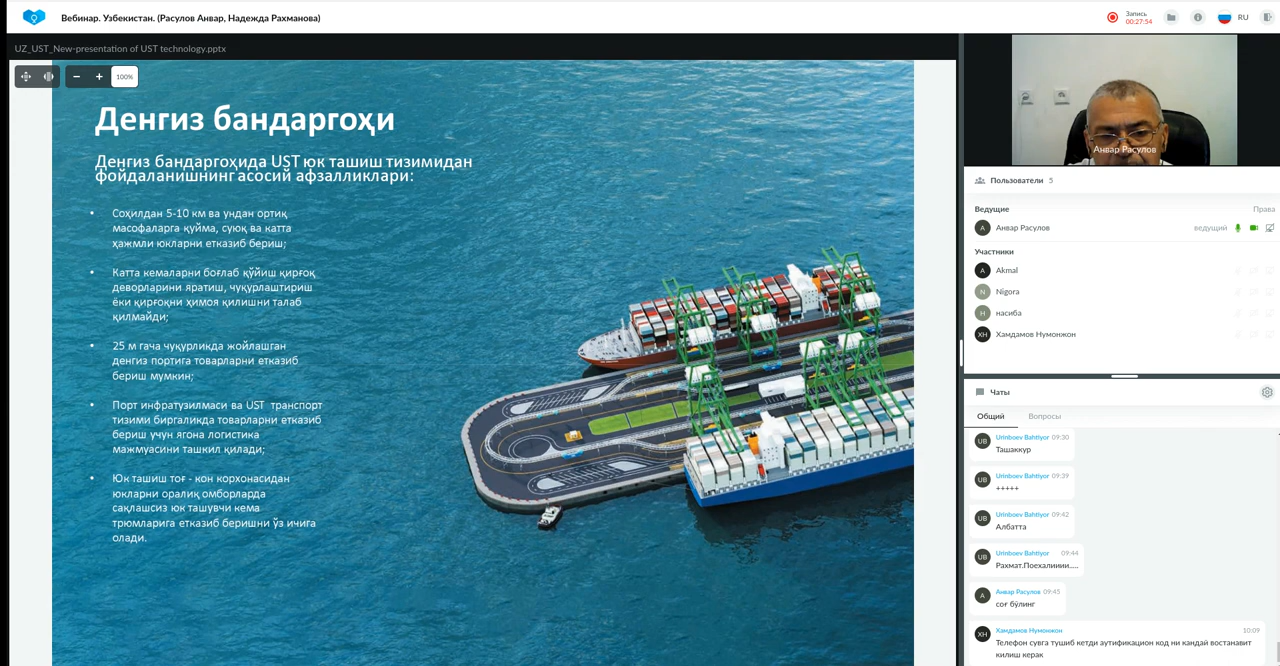 Вебинар. Узбекистан. (Расулов Анвар, Надежда Рахманова)
Запись
00:27:54
RU
UZ_UST_New-presentation of UST technology.pptx
100%
Денгиз бандаргоҳи
Денгиз бандаргоҳида UST юк ташиш тизимидан
фойдаланишнинг асосий афзалликлари:
• Соҳилдан 5-10 км ва ундан ортиқ
масофаларга қуйма, суюқ ва катта
ҳажмли юкларни етказиб бериш;
• Катта кемаларни боғлаб қўйиш қирғоқ
деворларини яратиш, чуқурлаштириш
ёки қирғоқни ҳимоя қилишни талаб
қилмайди;
• 25 м гача чуқурликда жойлашган
денгиз портига товарларни етказиб
бериш мумкин;
• Порт инфратузилмаси ва UST транспорт
тизими биргаликда товарларни етказиб
бериш учун ягона логистика
мажмуасини ташкил қилади;
• Юк ташиш тоғ - кон корхонасидан
юкларни оралиқ омборларда
сақлашсиз юк ташувчи кема
трюмларига етказиб беришни ўз ичига
олади.
Анвар Расулов
Пользователи 5
Ведущие Права
А Анвар Расулов ведущий
Участники
A Akmal
N Nigora
Н насиба
ХН Хамдамов Нумонжон
Чаты
Общий Вопросы
UB Urinboev Bahtiyor 09:30
Ташаккур
UB Urinboev Bahtiyor 09:39
+++++
UB Urinboev Bahtiyor 09:42
Албатта
UB Urinboev Bahtiyor 09:44
Рахмат.Поехалииии.....
А Анвар Расулов 09:45
соғ бўлинг
ХН Хамдамов Нумонжон 10:09
Телефон сувга тушиб кетди аутификацион код ни кандай востанавит
килиш керак